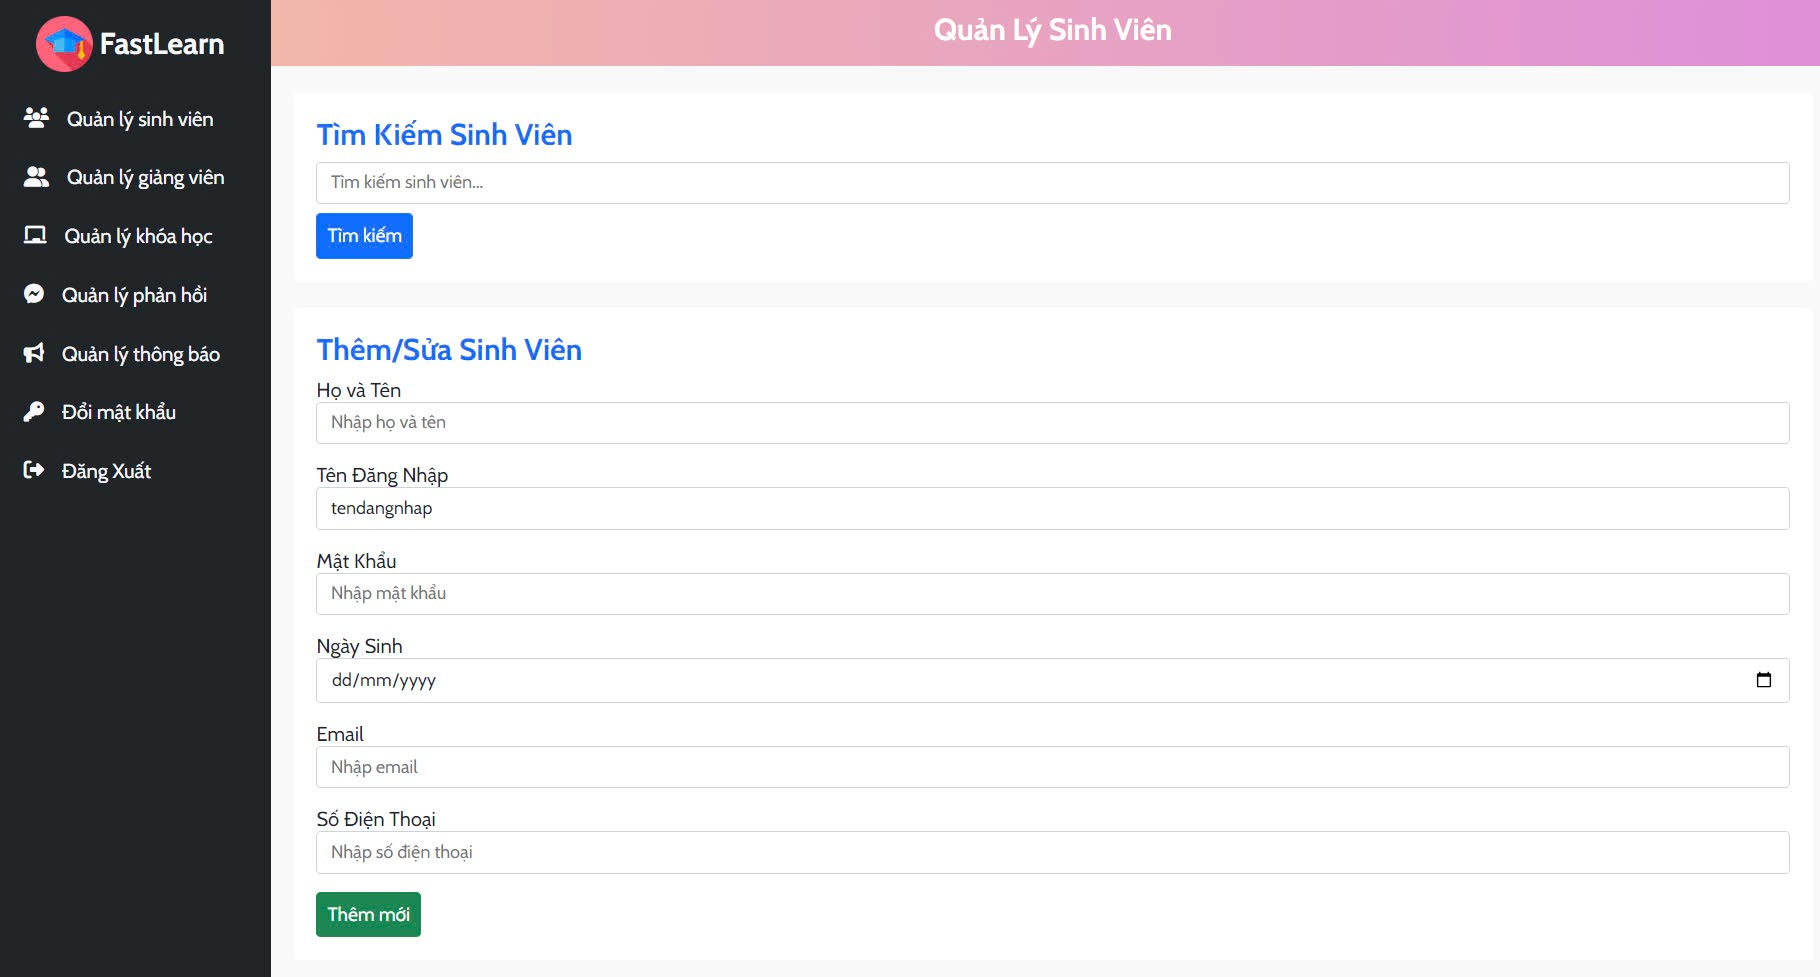 FastLearn
Quản lý sinh viên
Quản lý giảng viên
Quản lý khóa học
Quản lý phản hồi
Quản lý thông báo
Đổi mật khẩu
Đăng Xuất
Quản Lý Sinh Viên
Tìm Kiếm Sinh Viên
Tìm kiếm sinh viên...
Tìm kiếm
Thêm/Sửa Sinh Viên
Họ và Tên
Nhập họ và tên
Tên Đăng Nhập
tendangnhap
Mật Khẩu
Nhập mật khẩu
Ngày Sinh
dd/mm/yyyy
Email
Nhập email
Số Điện Thoại
Nhập số điện thoại
Thêm mới